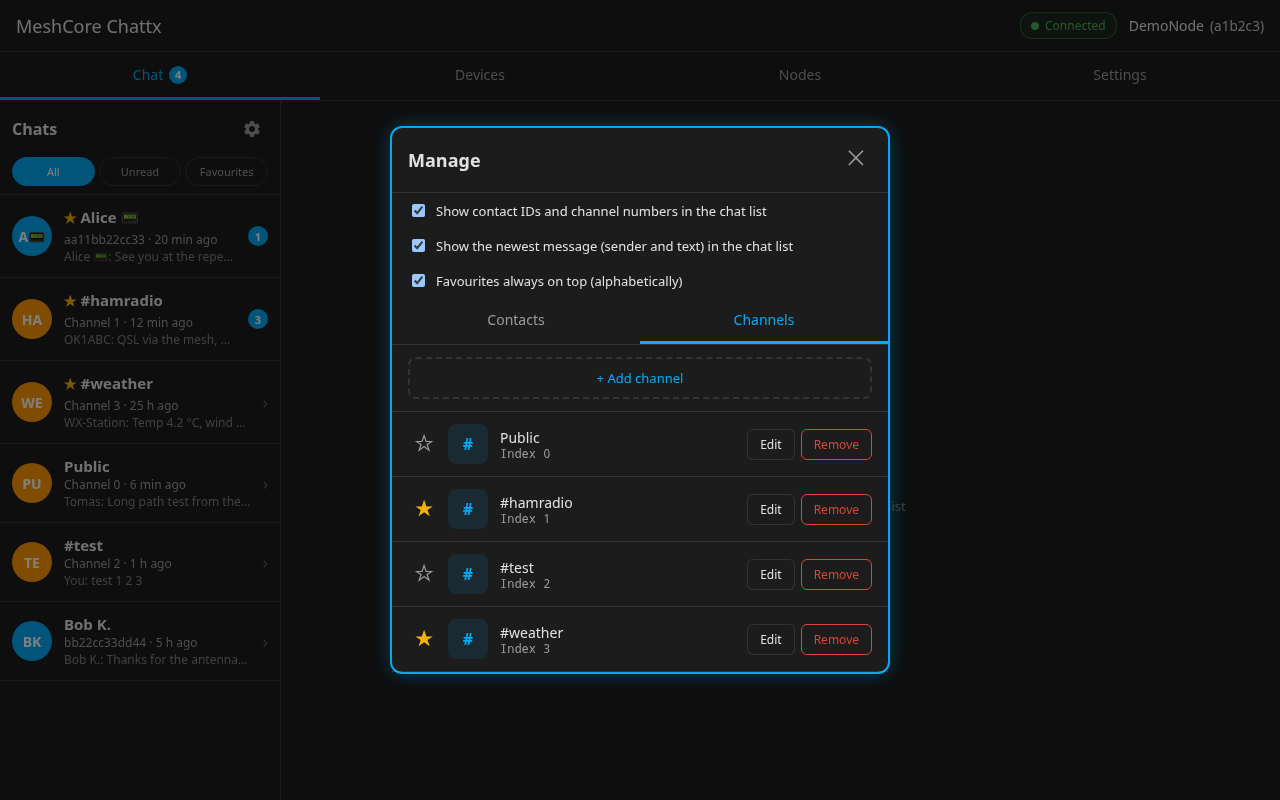 MeshCore Chattx
Connected
DemoNode (a1b2c3)
Chat 4
Devices
Nodes
Settings
Chats
All
Unread
Favourites
A📟
★ Alice 📟
aa11bb22cc33 · 20 min ago
Alice 📟: See you at the repe...
1
HA
★ #hamradio
Channel 1 · 12 min ago
OK1ABC: QSL via the mesh, ...
3
WE
★ #weather
Channel 3 · 25 h ago
WX-Station: Temp 4.2 °C, wind ...
PU
Public
Channel 0 · 6 min ago
Tomas: Long path test from the...
TE
#test
Channel 2 · 1 h ago
You: test 1 2 3
BK
Bob K.
bb22cc33dd44 · 5 h ago
Bob K.: Thanks for the antenna...
Manage
Show contact IDs and channel numbers in the chat list
Show the newest message (sender and text) in the chat list
Favourites always on top (alphabetically)
Contacts
Channels
+ Add channel
#
Public
Index 0
Edit
Remove
#
#hamradio
Index 1
Edit
Remove
#
#test
Index 2
Edit
Remove
#
#weather
Index 3
Edit
Remove